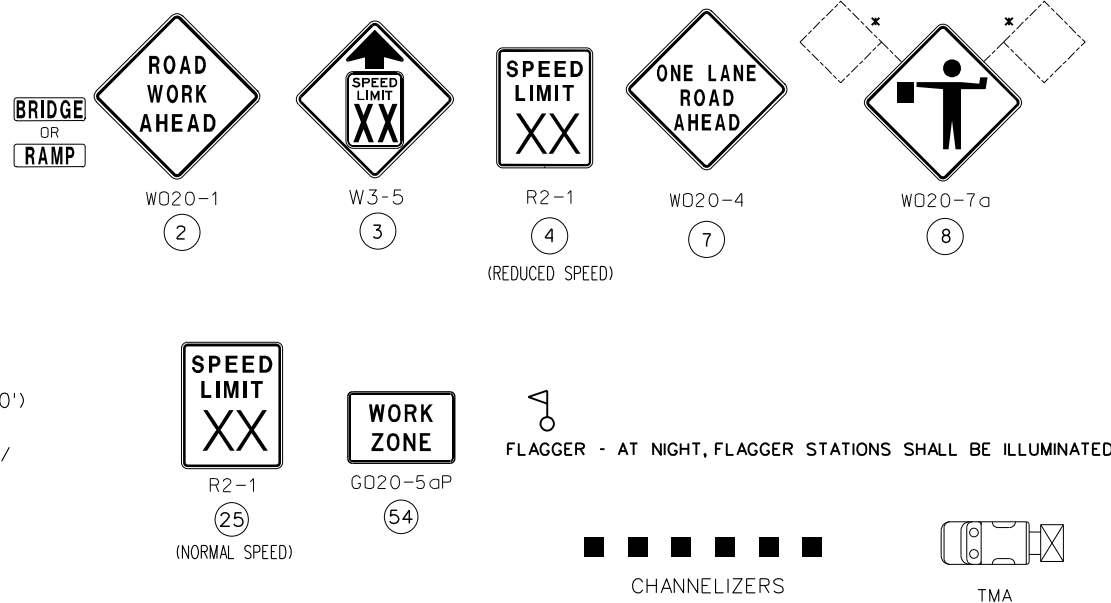 BRIDGE
OR
RAMP
ROAD
WORK
AHEAD
WO20-1
2
SPEED
LIMIT
XX
W3-5
3
SPEED
LIMIT
XX
R2-1
4
(REDUCED SPEED)
ONE LANE
ROAD
AHEAD
WO20-4
7
*
*
WO20-7a
8
0')
/
SPEED
LIMIT
XX
R2-1
25
(NORMAL SPEED)
WORK
ZONE
GO20-5aP
54
FLAGGER - AT NIGHT, FLAGGER STATIONS SHALL BE ILLUMINATED
CHANNELIZERS
TMA